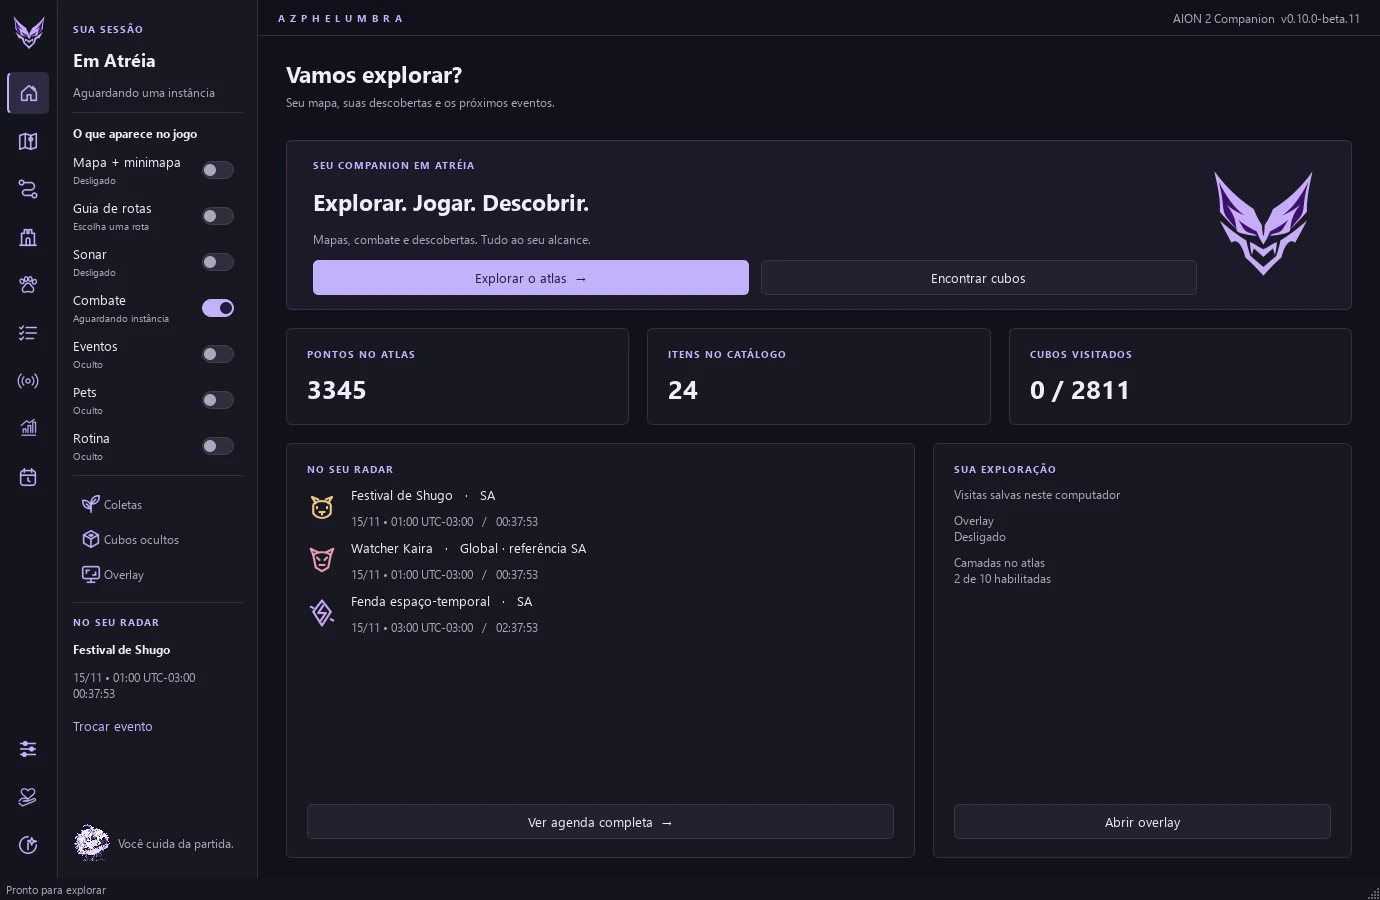 AZPHELUMBRA
AION 2 Companion v0.10.0-beta.11
SUA SESSÃO
Em Atréia
Aguardando uma instância
O que aparece no jogo
Mapa + minimapa
Desligado
Guia de rotas
Escolha uma rota
Sonar
Desligado
Combate
Aguardando instância
Eventos
Oculto
Pets
Oculto
Rotina
Oculto
Coletas
Cubos ocultos
Overlay
NO SEU RADAR
Festival de Shugo
15/11 • 01:00 UTC-03:00
00:37:53
Trocar evento
Você cuida da partida.
Vamos explorar?
Seu mapa, suas descobertas e os próximos eventos.
SEU COMPANION EM ATRÉIA
Explorar. Jogar. Descobrir.
Mapas, combate e descobertas. Tudo ao seu alcance.
Explorar o atlas →
Encontrar cubos
PONTOS NO ATLAS
3345
ITENS NO CATÁLOGO
24
CUBOS VISITADOS
0 / 2811
NO SEU RADAR
Festival de Shugo · SA
15/11 • 01:00 UTC-03:00 / 00:37:53
Watcher Kaira · Global · referência SA
15/11 • 01:00 UTC-03:00 / 00:37:53
Fenda espaço-temporal · SA
15/11 • 03:00 UTC-03:00 / 02:37:53
Ver agenda completa →
SUA EXPLORAÇÃO
Visitas salvas neste computador
Overlay
Desligado
Camadas no atlas
2 de 10 habilitadas
Abrir overlay
Pronto para explorar